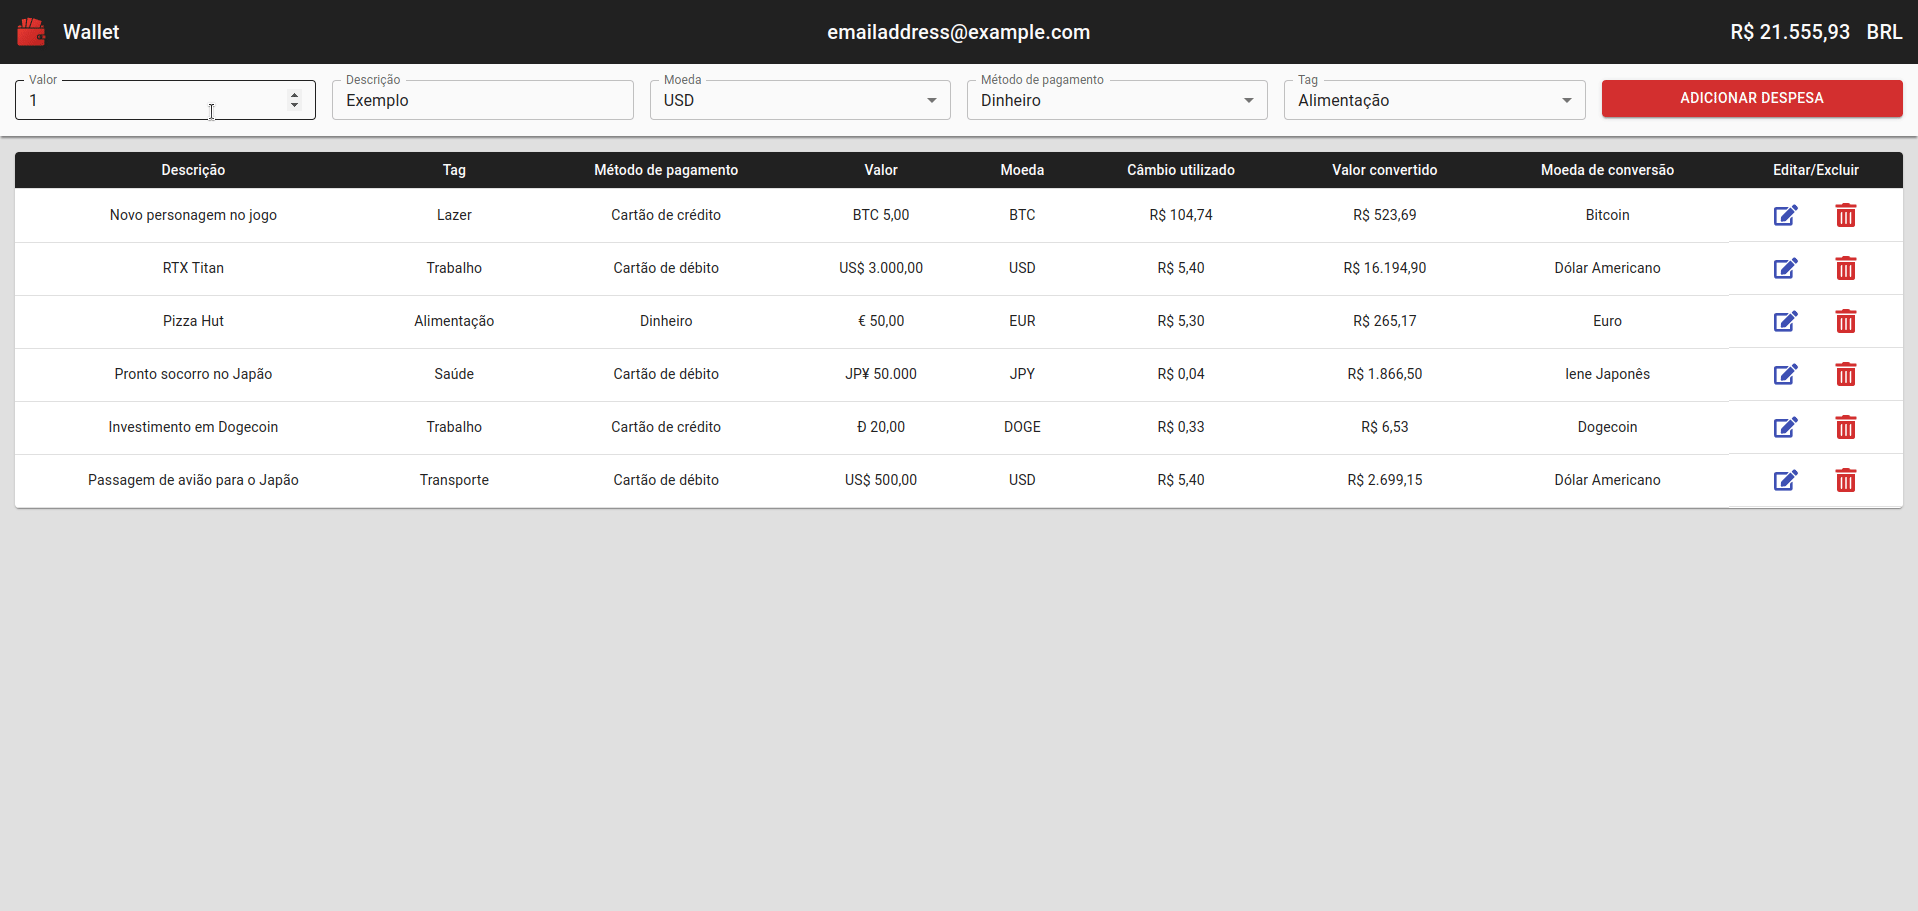 Wallet emailaddress@example.com R$ 21.555,93 BRL
Valor Descrição Moeda Método de pagamento Tag
1 Exemplo USD Dinheiro Alimentação ADICIONAR DESPESA
Descrição Tag Método de pagamento Valor Moeda Câmbio utilizado Valor convertido Moeda de conversão Editar/Excluir
Novo personagem no jogo Lazer Cartão de crédito BTC 5,00 BTC R$ 104,74 R$ 523,69 Bitcoin
RTX Titan Trabalho Cartão de débito US$ 3.000,00 USD R$ 5,40 R$ 16.194,90 Dólar Americano
Pizza Hut Alimentação Dinheiro € 50,00 EUR R$ 5,30 R$ 265,17 Euro
Pronto socorro no Japão Saúde Cartão de débito JP¥ 50.000 JPY R$ 0,04 R$ 1.866,50 Iene Japonês
Investimento em Dogecoin Trabalho Cartão de crédito Ð 20,00 DOGE R$ 0,33 R$ 6,53 Dogecoin
Passagem de avião para o Japão Transporte Cartão de débito US$ 500,00 USD R$ 5,40 R$ 2.699,15 Dólar Americano